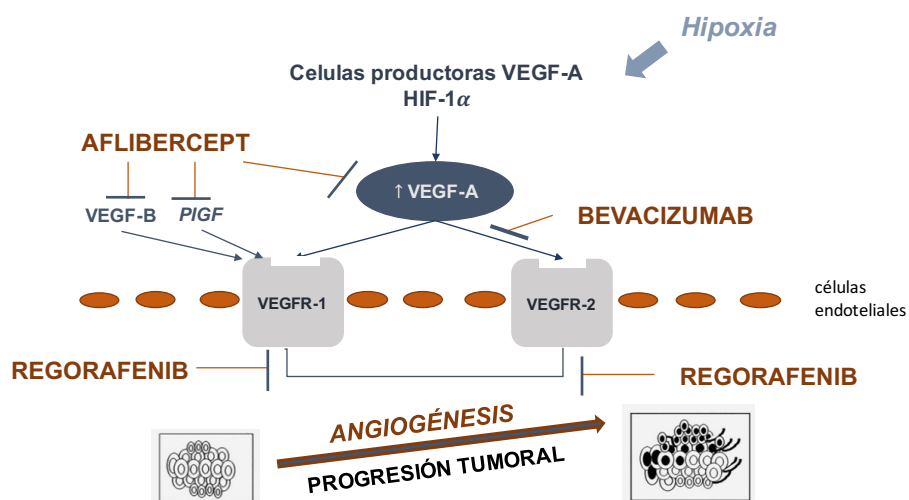 Hipoxia
Celulas productoras VEGF-A
HIF-1α
AFLIBERCEPT
↑ VEGF-A
VEGF-B
PIGF
BEVACIZUMAB
VEGFR-1
VEGFR-2
células
endoteliales
REGORAFENIB
REGORAFENIB
ANGIOGÉNESIS
PROGRESIÓN TUMORAL